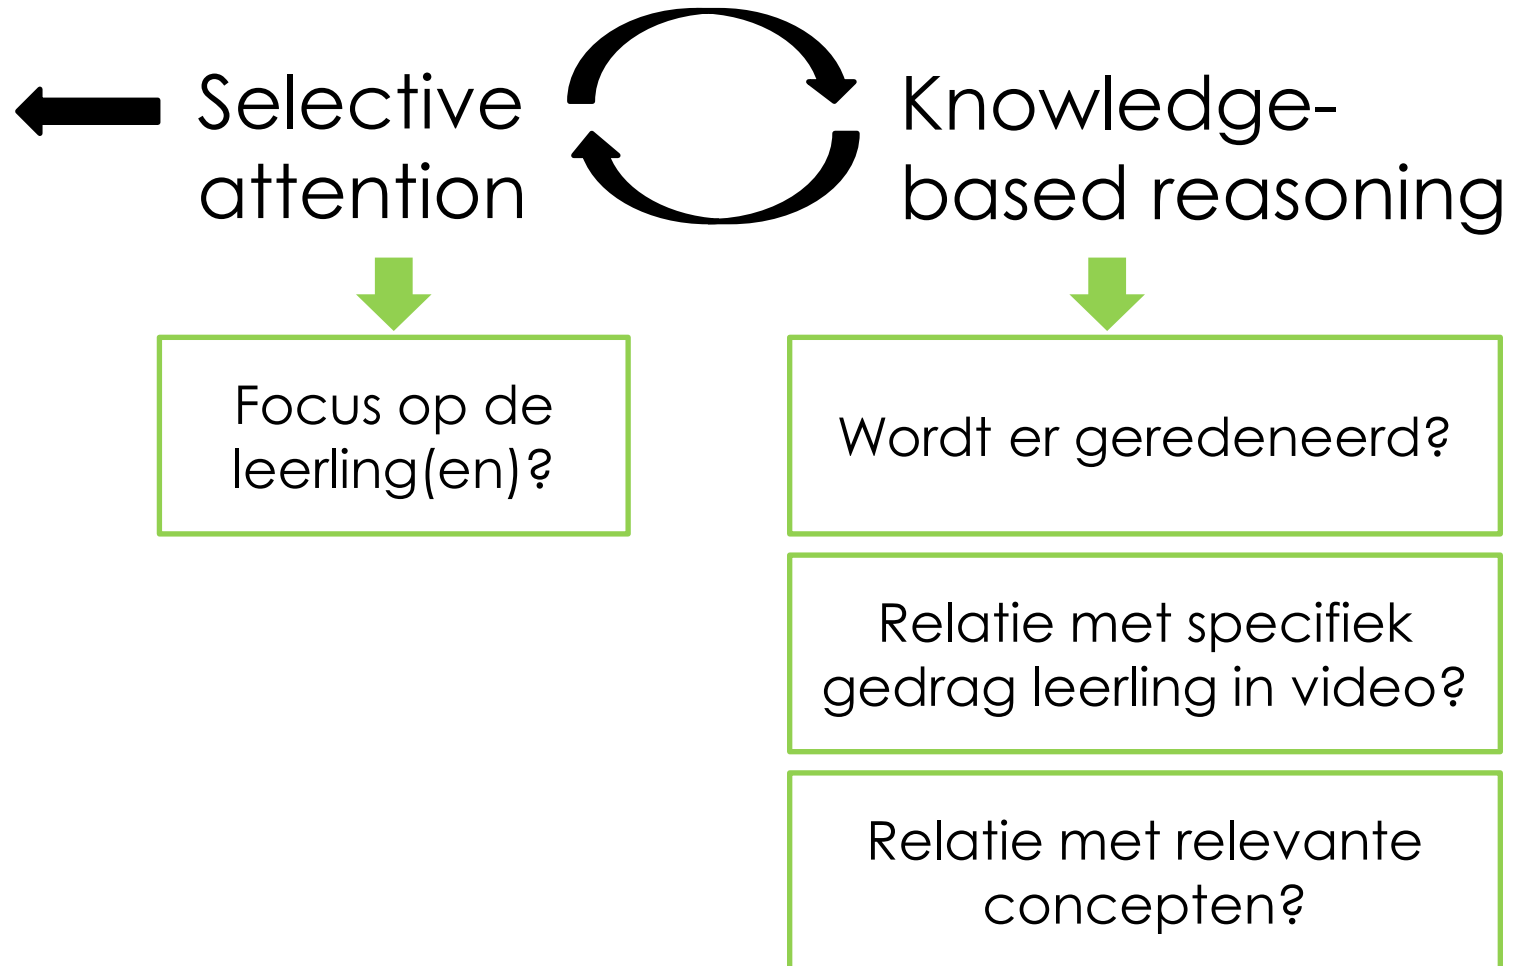 Selective
attention
Knowledge-
based reasoning
Focus op de
leerling(en)?
Wordt er geredeneerd?
Relatie met specifiek
gedrag leerling in video?
Relatie met relevante
concepten?